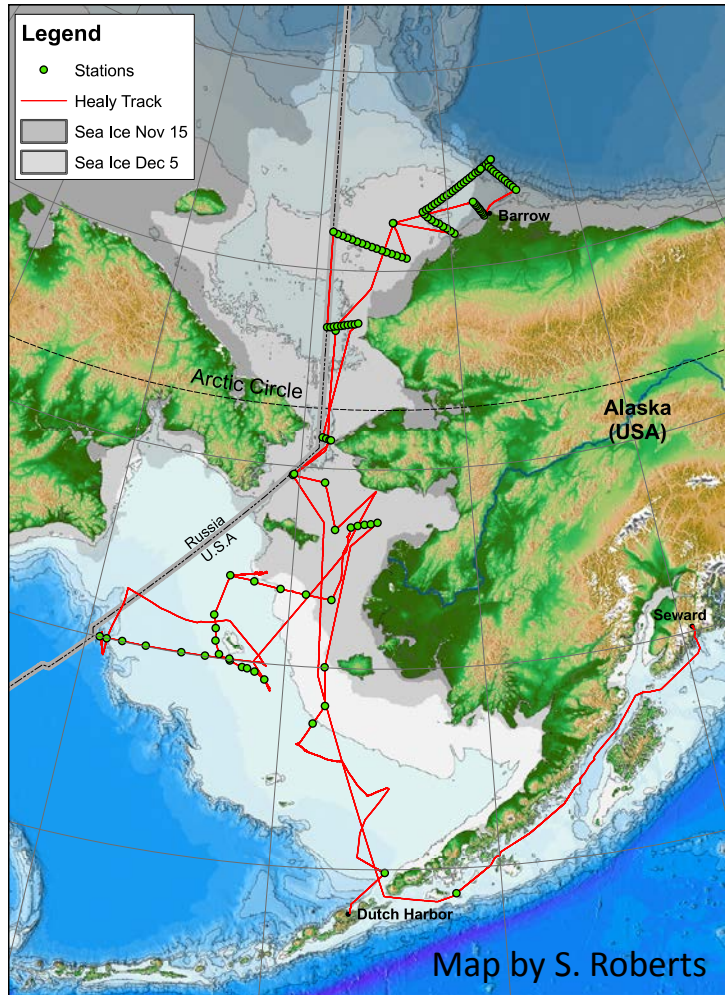 Legend
Stations
Healy Track
Sea Ice Nov 15
Sea Ice Dec 5
Barrow
Arctic Circle
Alaska
(USA)
Russia
U.S.A
Seward
Dutch Harbor
Map by S. Roberts